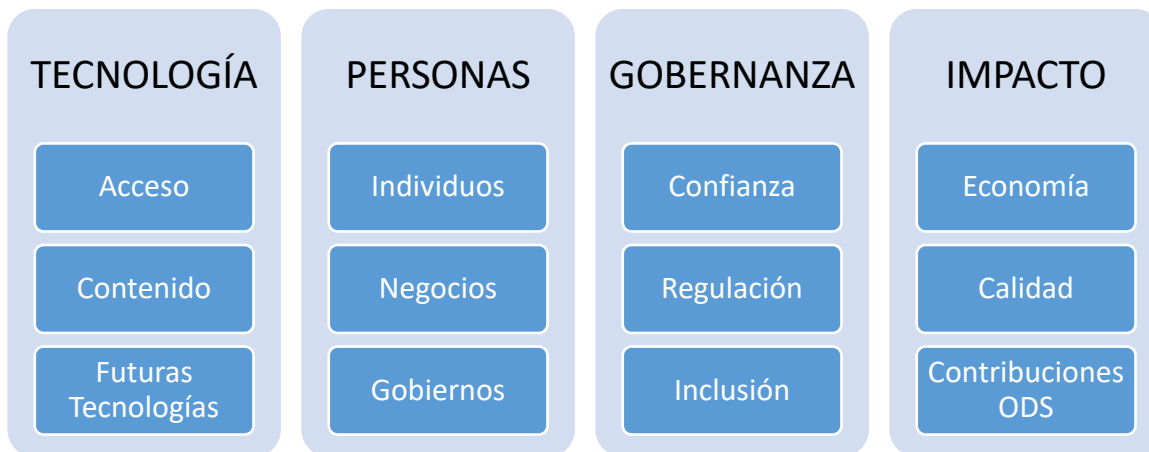 TECNOLOGÍA
Acceso
Contenido
Futuras
Tecnologías
PERSONAS
Individuos
Negocios
Gobiernos
GOBERNANZA
Confianza
Regulación
Inclusión
IMPACTO
Economía
Calidad
Contribuciones
ODS